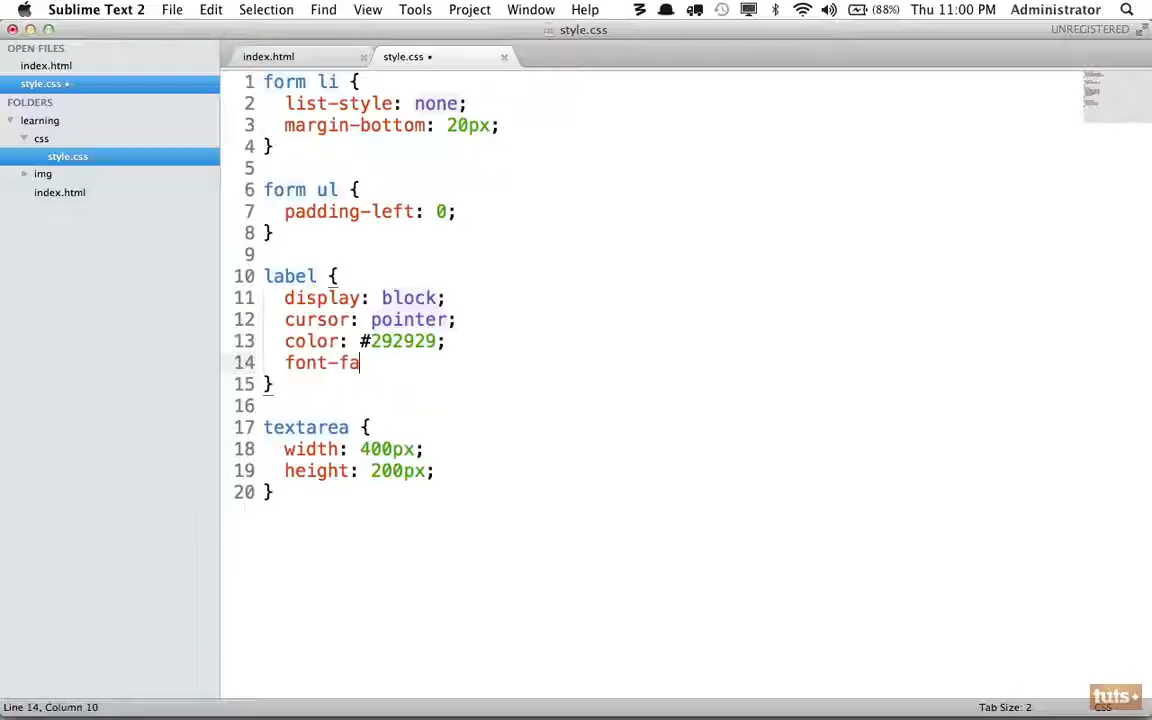 Sublime Text 2 File Edit Selection Find View Tools Project Window Help (88%) Thu 11:00 PM Administrator
style.css UNREGISTERED
OPEN FILES
index.html
style.css •
FOLDERS
learning
css
style.css
img
index.html
index.html × style.css • ×
1 form li {
2 list-style: none;
3 margin-bottom: 20px;
4 }
5
6 form ul {
7 padding-left: 0;
8 }
9
10 label {
11 display: block;
12 cursor: pointer;
13 color: #292929;
14 font-fa
15 }
16
17 textarea {
18 width: 400px;
19 height: 200px;
20 }
tuts+
Line 14, Column 10 Tab Size: 2 CSS